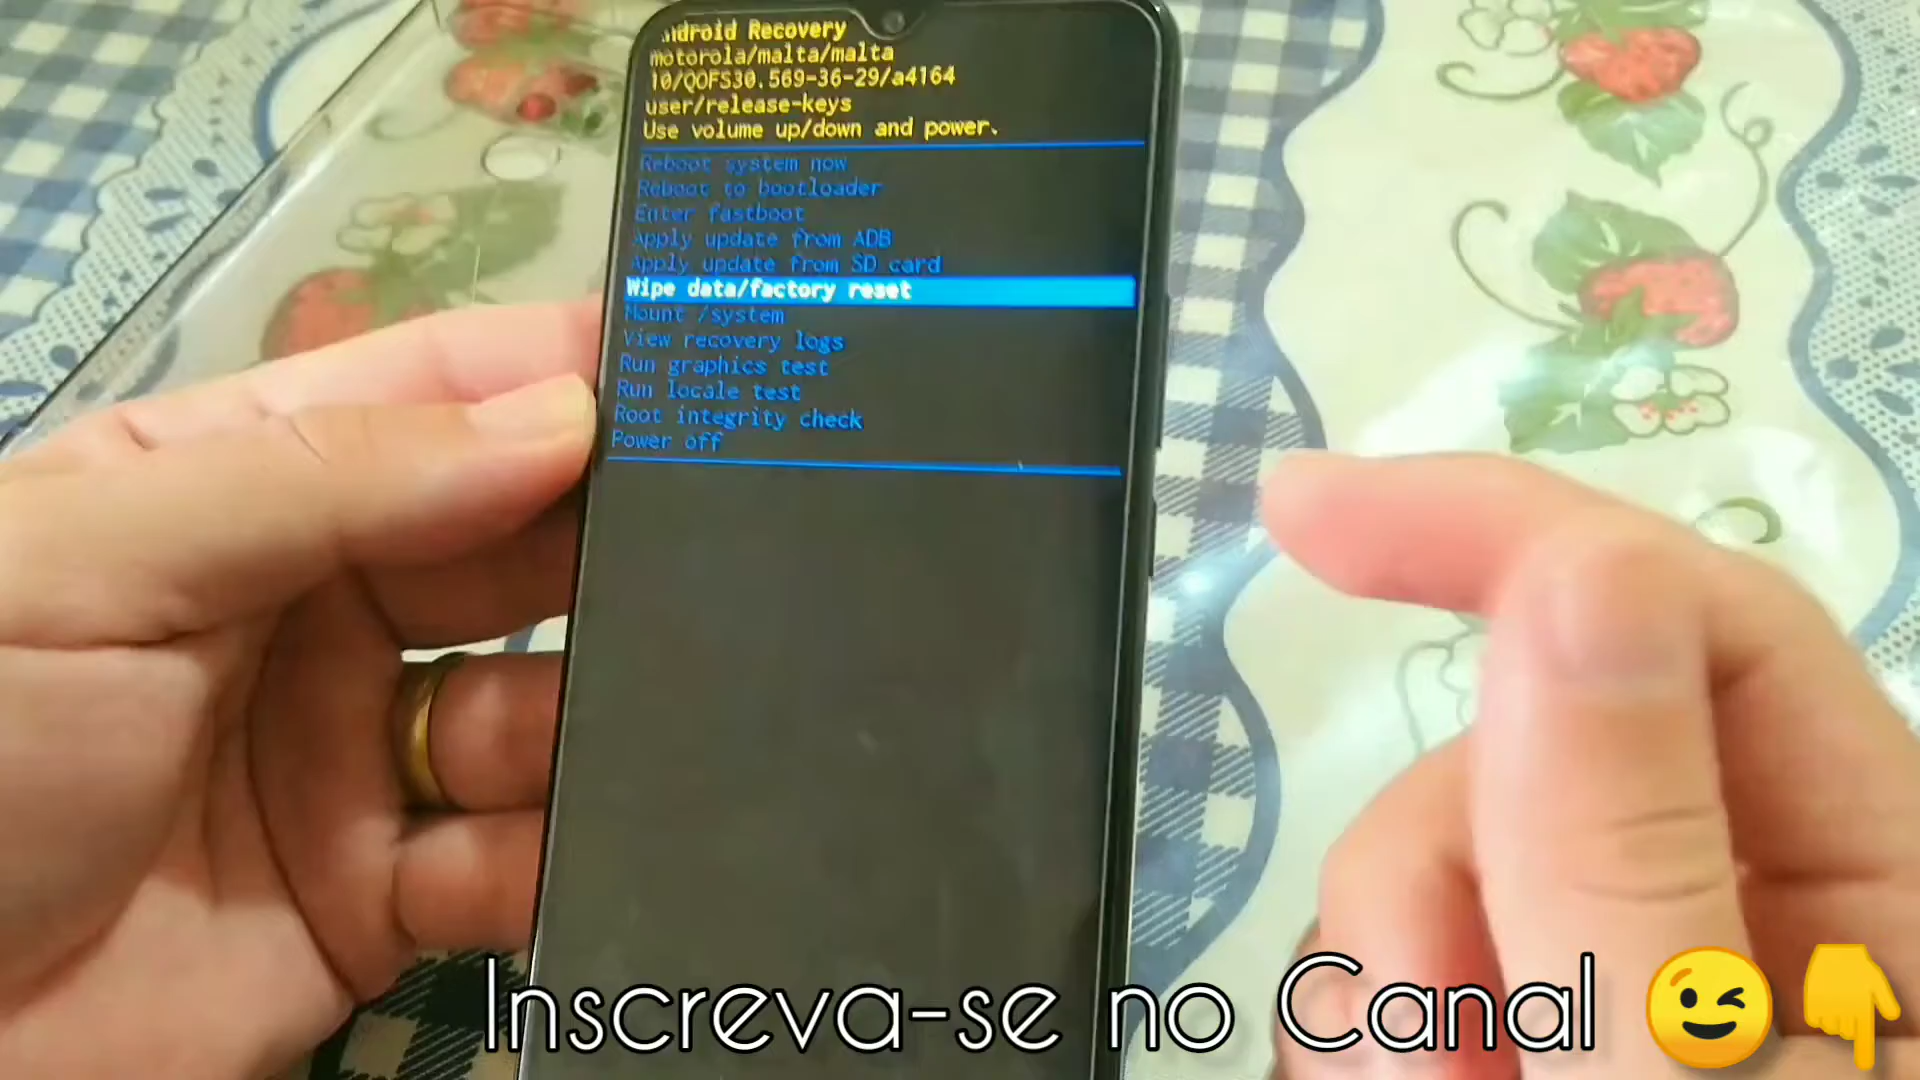 Android Recovery
motorola/malta/malta
10/QOFS30.569-36-29/a4164
user/release-keys
Use volume up/down and power.
Reboot system now
Reboot to bootloader
Enter fastboot
Apply update from ADB
Apply update from SD card
Wipe data/factory reset
Mount /system
View recovery logs
Run graphics test
Run locale test
Root integrity check
Power off
Inscreva-se no Canal